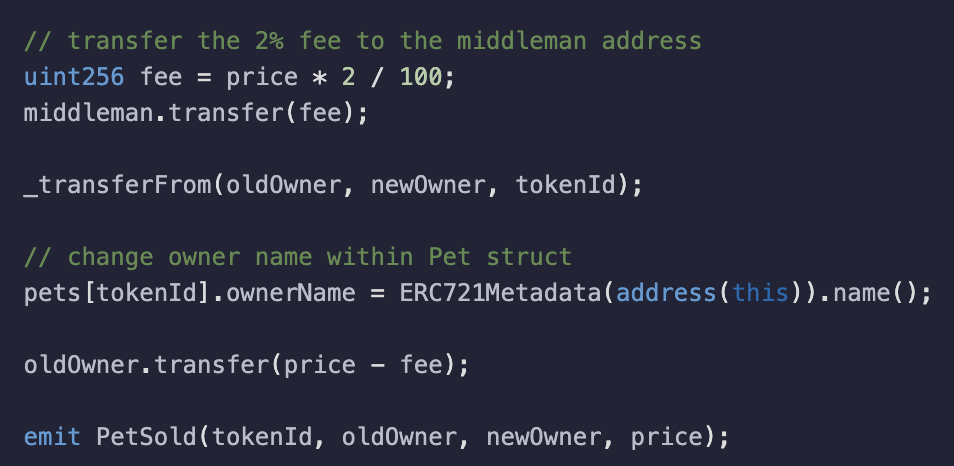 // transfer the 2% fee to the middleman address
uint256 fee = price * 2 / 100;
middleman.transfer(fee);
_transferFrom(oldOwner, newOwner, tokenId);
// change owner name within Pet struct
pets[tokenId].ownerName = ERC721Metadata(address(this)).name();
oldOwner.transfer(price - fee);
emit PetSold(tokenId, oldOwner, newOwner, price);